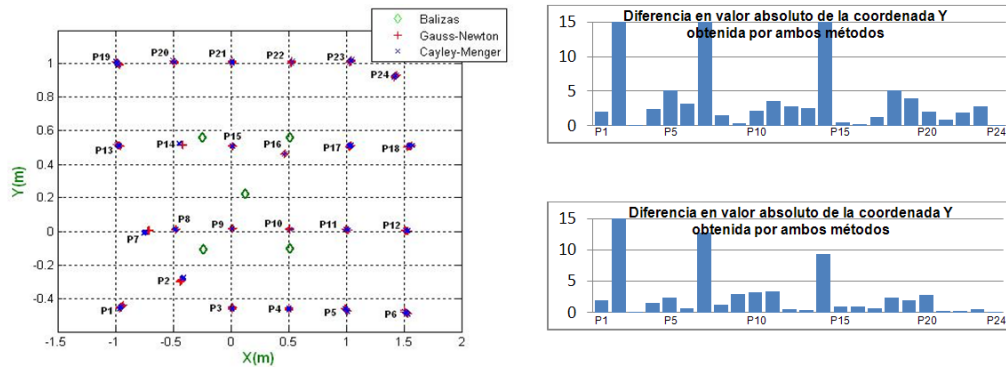 Balizas
Gauss-Newton
Cayley-Menger
P19 P20 P21 P22 P23
P24
1
0.8
0.6
P13 P14 P15 P16 P17 P18
0.4
Y(m)
0.2
P7 P8 P9 P10 P11 P12
0
-0.2
P2
-0.4
P1 P3 P4 P5 P6
-1.5 -1 -0.5 0 0.5 1 1.5 2
X(m)
Diferencia en valor absoluto de la coordenada Y
obtenida por ambos métodos
15
10
5
0
P1 P5 P10 P15 P20 P24
Diferencia en valor absoluto de la coordenada Y
obtenida por ambos métodos
15
10
5
0
P1 P5 P10 P15 P20 P24